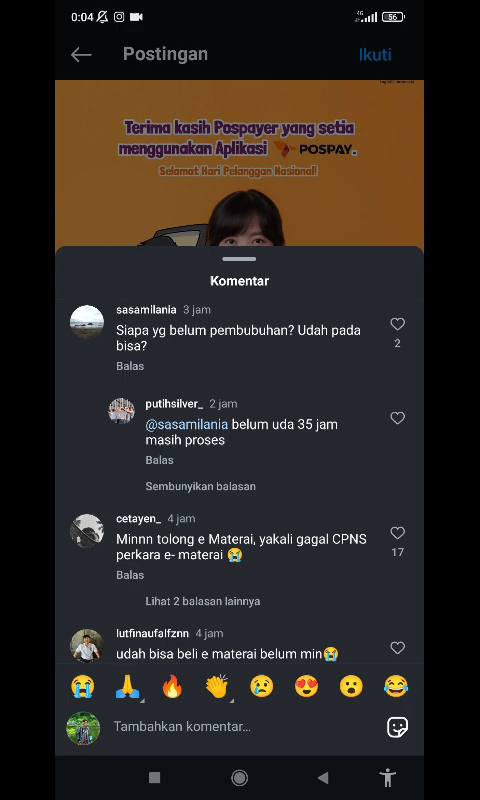 0:04
4G
56
Postingan
Ikuti
Terima kasih Pospayer yang setia
menggunakan Aplikasi POSPAY.
Selamat Hari Pelanggan Nasional!
Komentar
sasamilania 3 jam
Siapa yg belum pembubuhan? Udah pada
bisa?
2
Balas
putihsilver_ 2 jam
@sasamilania belum uda 35 jam
masih proses
Balas
Sembunyikan balasan
cetayen_ 4 jam
Minnn tolong e Materai, yakali gagal CPNS
perkara e- materai 😭
17
Balas
Lihat 2 balasan lainnya
lutfinaufalfznn 4 jam
udah bisa beli e materai belum min😭
Tambahkan komentar...